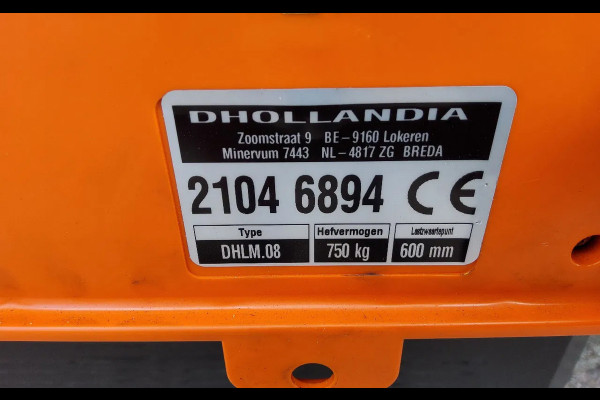 DHOLLANDIA
Zoomstraat 9 BE-9160 Lokeren
Minervum 7443 NL-4817 ZG BREDA
2104 6894 CE
Type Hefvermogen Lastzwaartepunt
DHLM.08 750 kg 600 mm